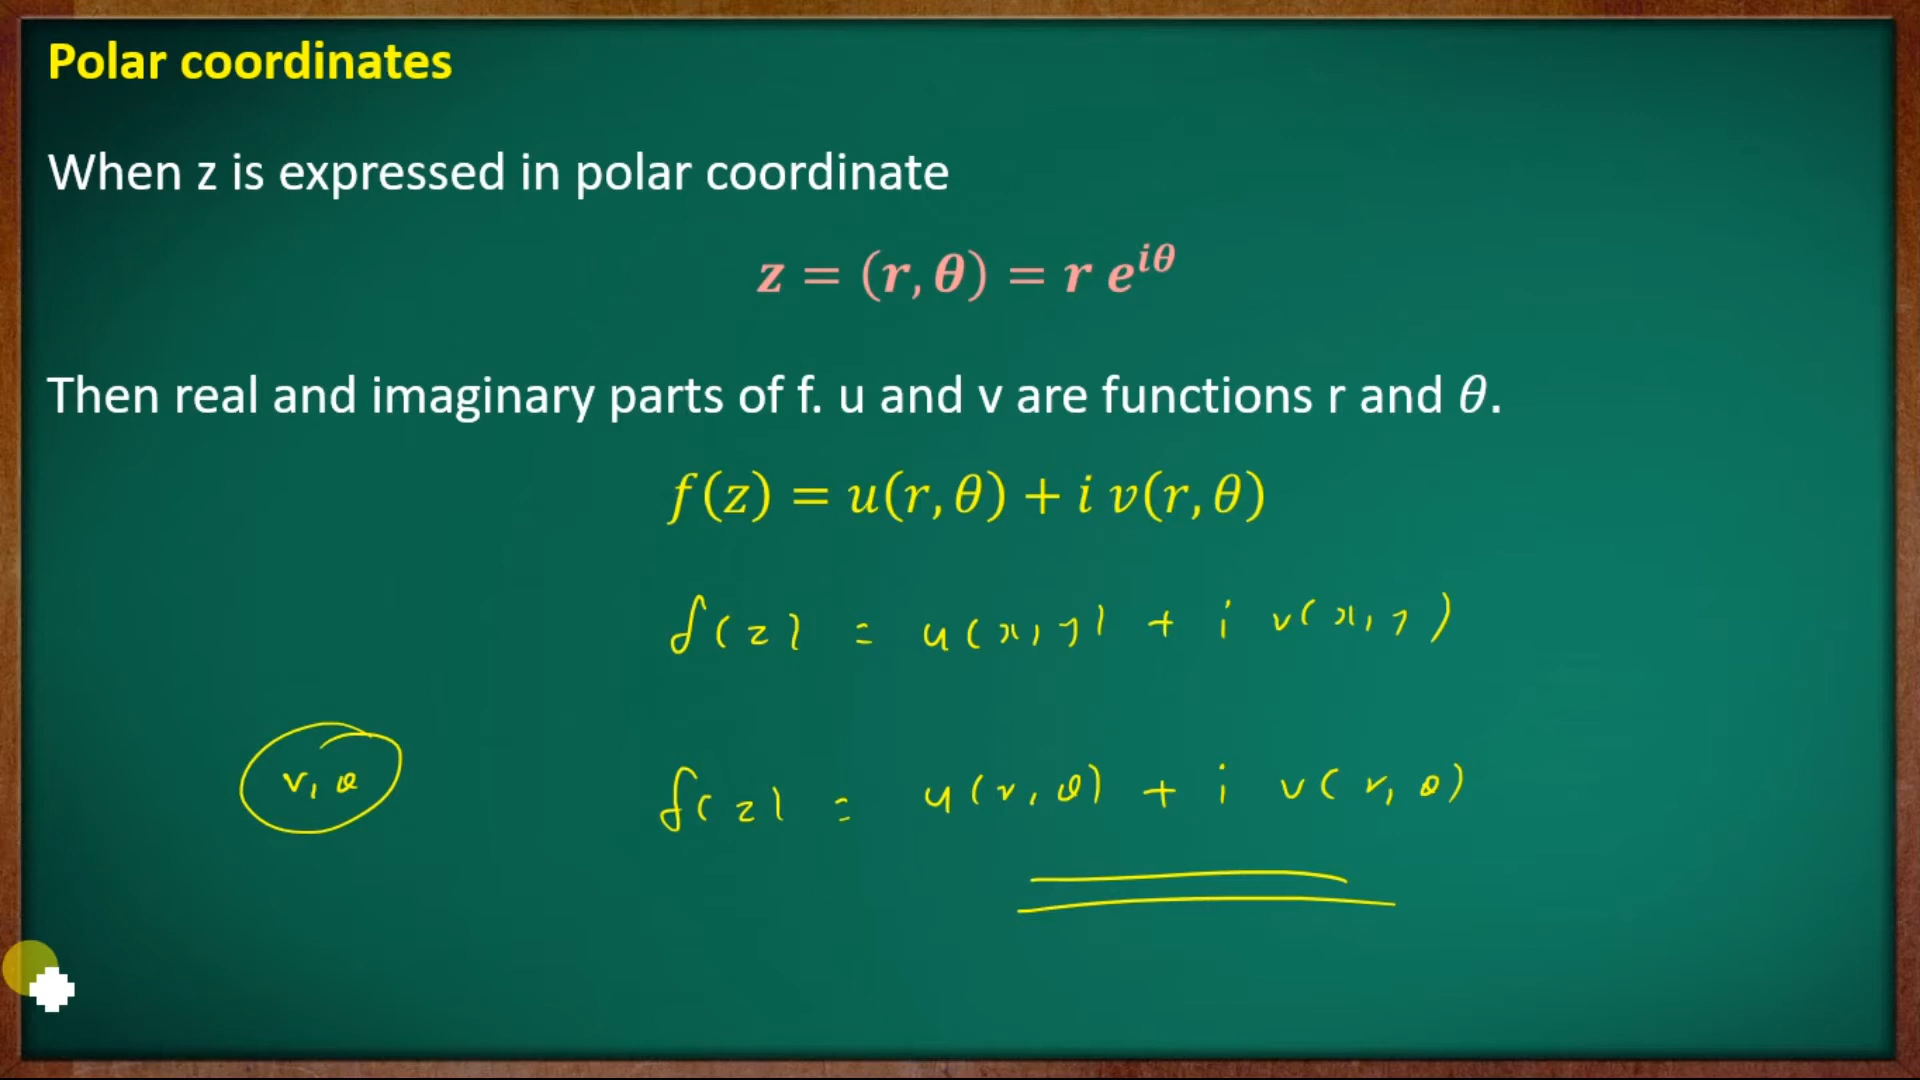 Polar coordinates
When z is expressed in polar coordinate
z = (r, θ) = r e^{iθ}
Then real and imaginary parts of f. u and v are functions r and θ.
f(z) = u(r, θ) + i v(r, θ)
f(z) = u(x, y) + i v(x, y)
r, θ
f(z) = u(r, θ) + i v(r, θ)